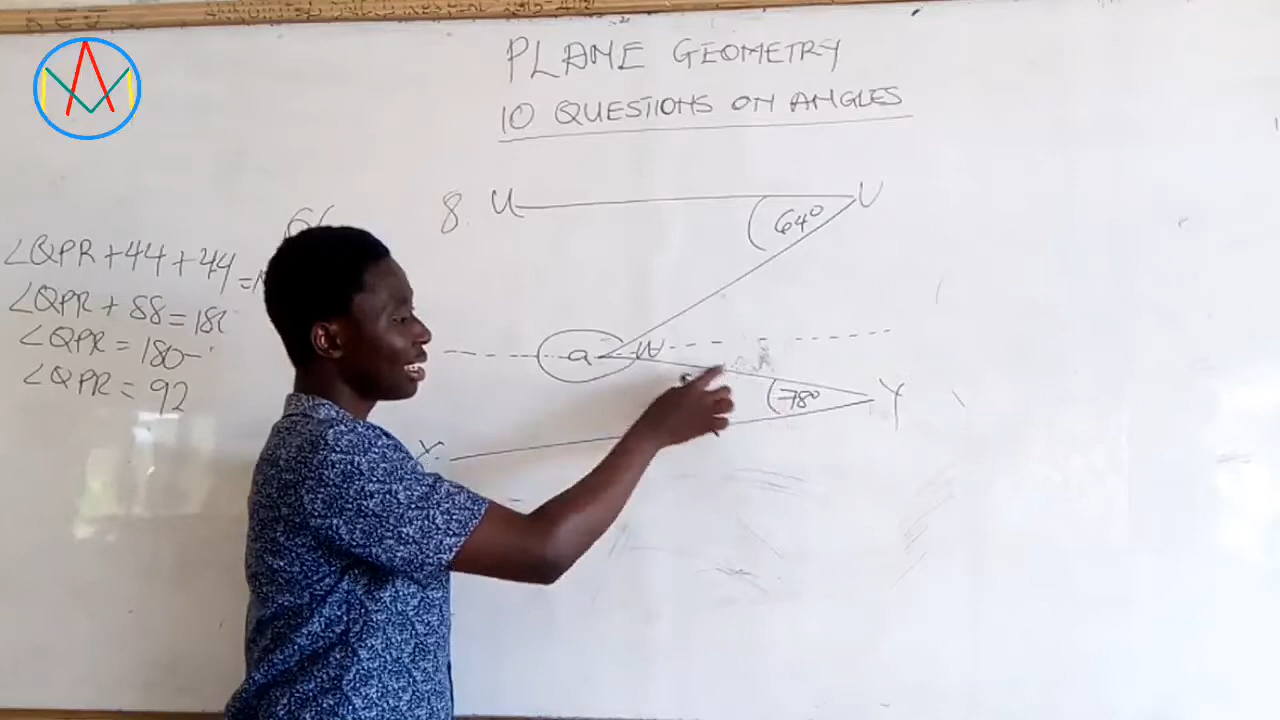 PLANE GEOMETRY
10 QUESTIONS ON ANGLES
8. U V
64°
a W
78° Y
X
∠QPR + 44 + 44 =
∠QPR + 88 = 18
∠QPR = 180-
∠QPR = 92